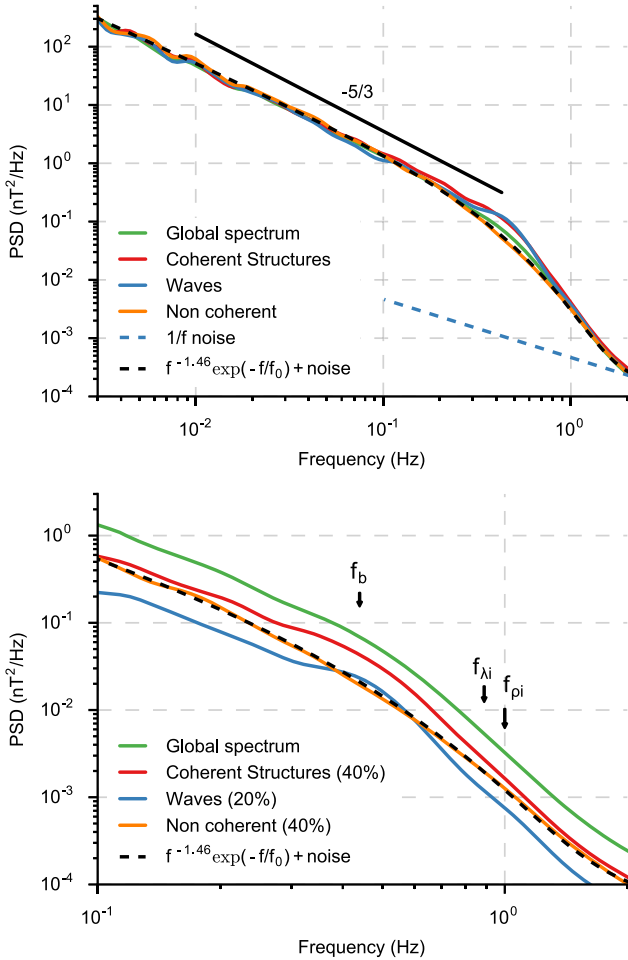 10²
10¹
10⁰
10⁻¹
10⁻²
10⁻³
10⁻⁴
PSD (nT²/Hz)
-5/3
Global spectrum
Coherent Structures
Waves
Non coherent
1/f noise
f ⁻¹·⁴⁶ exp(-f/f₀) + noise
10⁻² 10⁻¹ 10⁰
Frequency (Hz)
10⁰
10⁻¹
10⁻²
10⁻³
10⁻⁴
PSD (nT²/Hz)
f_b
f_λi
f_ρi
Global spectrum
Coherent Structures (40%)
Waves (20%)
Non coherent (40%)
f ⁻¹·⁴⁶ exp(-f/f₀) + noise
10⁻¹ 10⁰
Frequency (Hz)